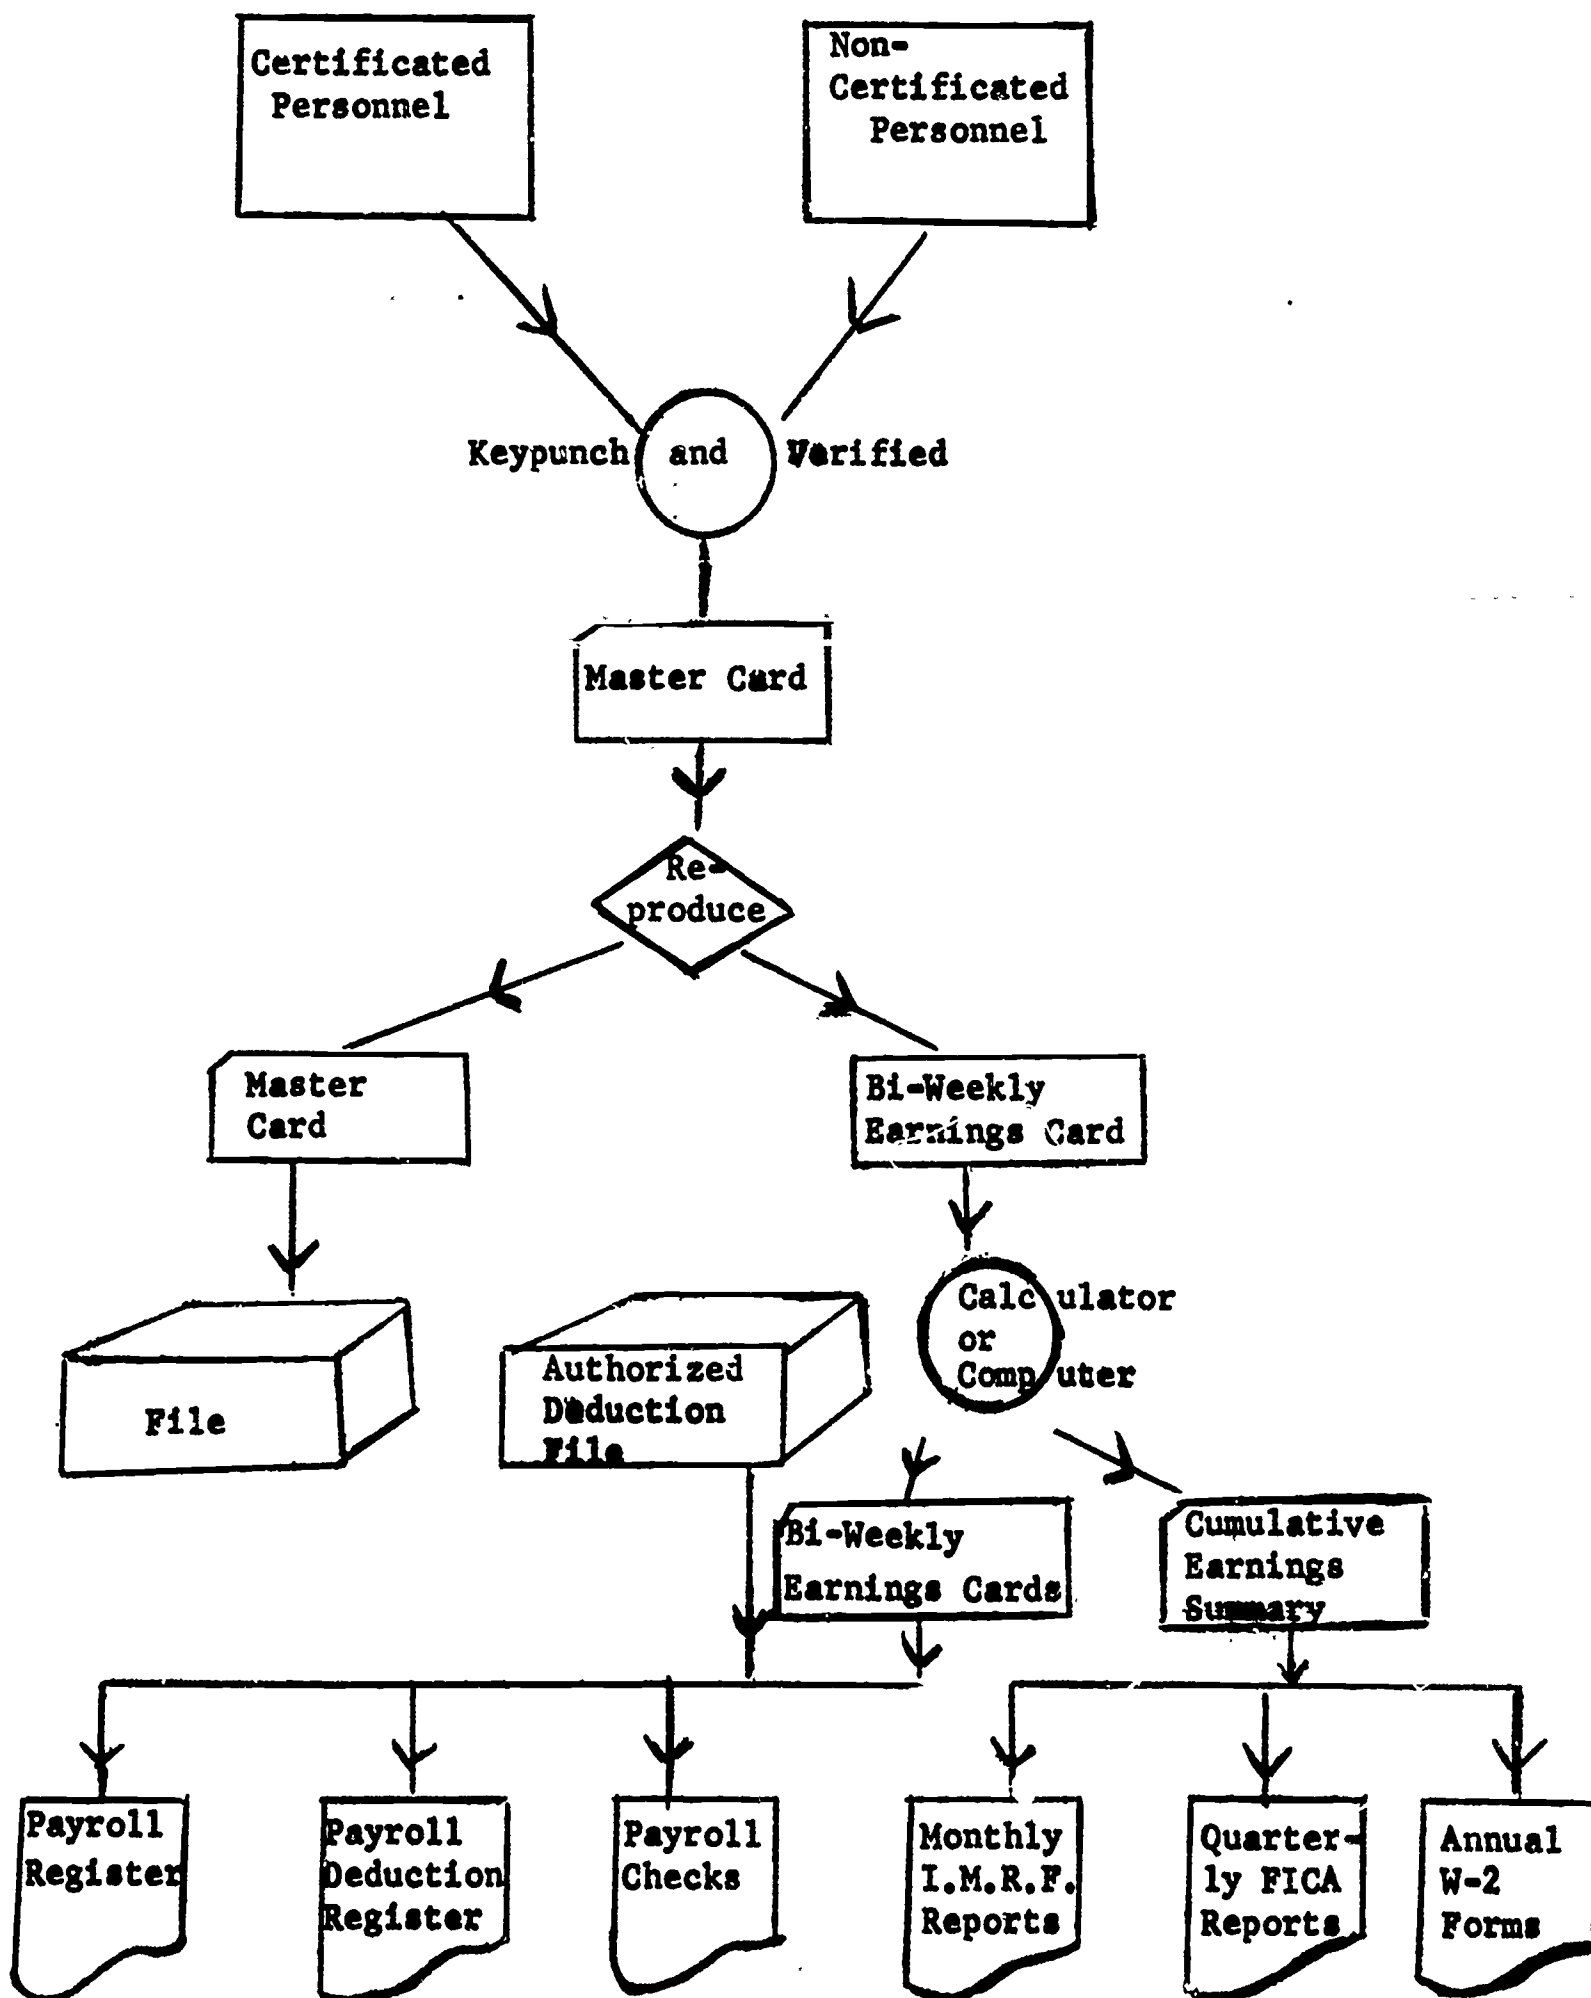 Certificated
Personnel
Non-
Certificated
Personnel
Keypunch and Verified
Master Card
Re-
produce
Master
Card
Bi-Weekly
Earnings Card
File
Authorized
Deduction
File
Calculator
or
Computer
Bi-Weekly
Earnings Cards
Cumulative
Earnings
Summary
Payroll
Register
Payroll
Deduction
Register
Payroll
Checks
Monthly
I.M.R.F.
Reports
Quarter-
ly FICA
Reports
Annual
W-2
Forms